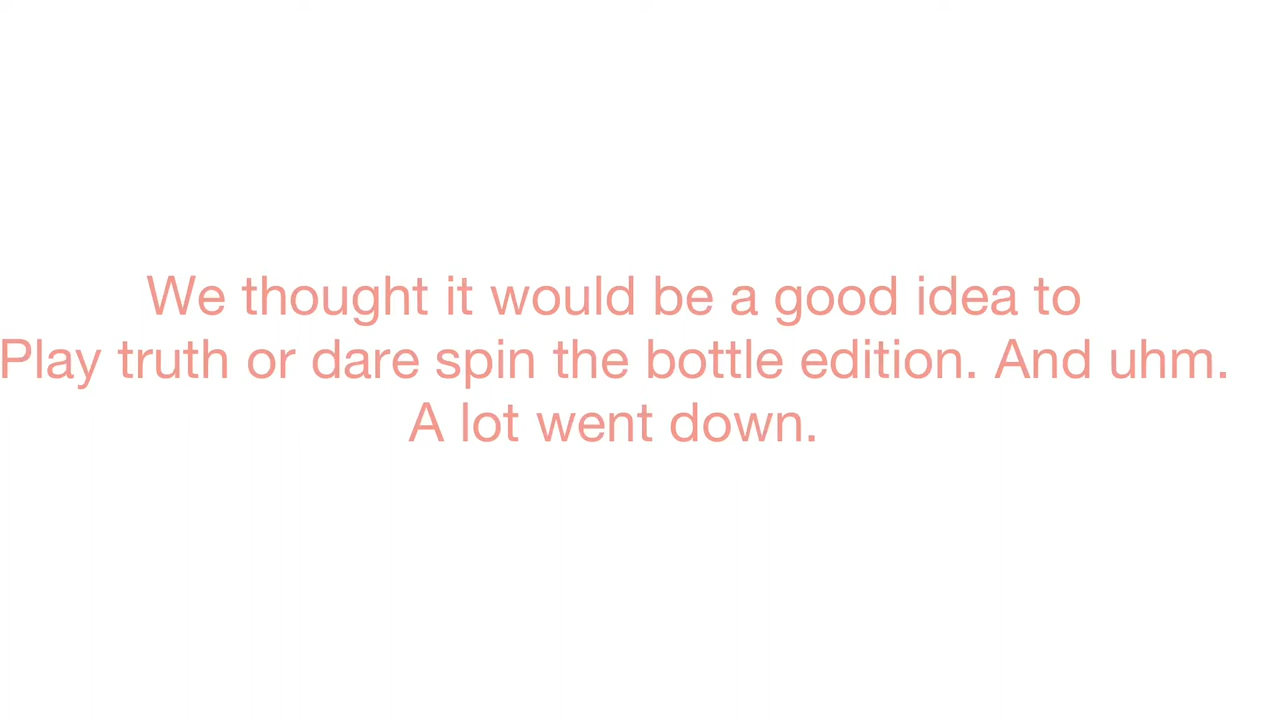 We thought it would be a good idea to
Play truth or dare spin the bottle edition. And uhm.
A lot went down.